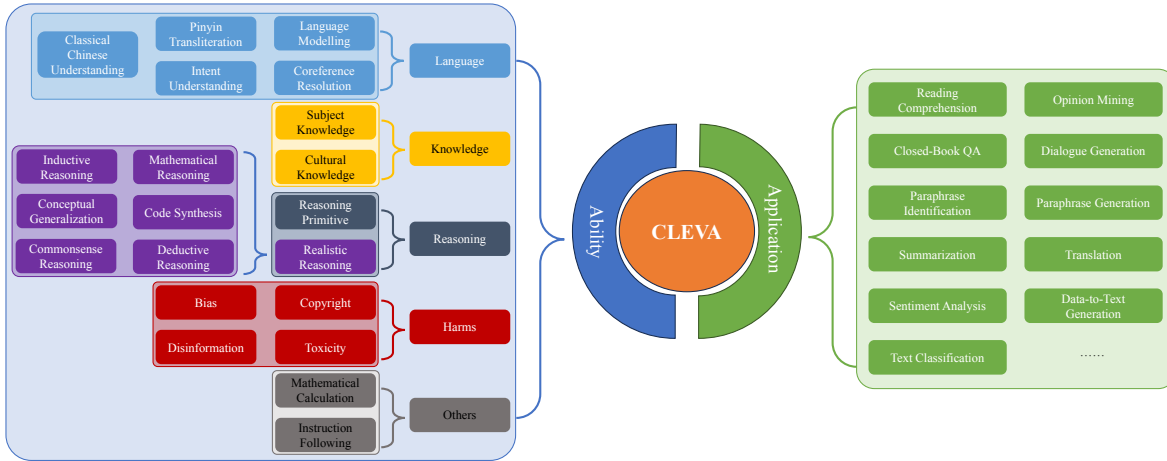 Classical
Chinese
Understanding
Pinyin
Transliteration
Language
Modelling
Intent
Understanding
Coreference
Resolution
Language
Subject
Knowledge
Cultural
Knowledge
Knowledge
Inductive
Reasoning
Mathematical
Reasoning
Conceptual
Generalization
Code Synthesis
Commonsense
Reasoning
Deductive
Reasoning
Reasoning
Primitive
Realistic
Reasoning
Reasoning
Bias
Copyright
Disinformation
Toxicity
Harms
Mathematical
Calculation
Instruction
Following
Others
Ability
CLEVA
Application
Reading
Comprehension
Opinion Mining
Closed-Book QA
Dialogue Generation
Paraphrase
Identification
Paraphrase Generation
Summarization
Translation
Sentiment Analysis
Data-to-Text
Generation
Text Classification
……